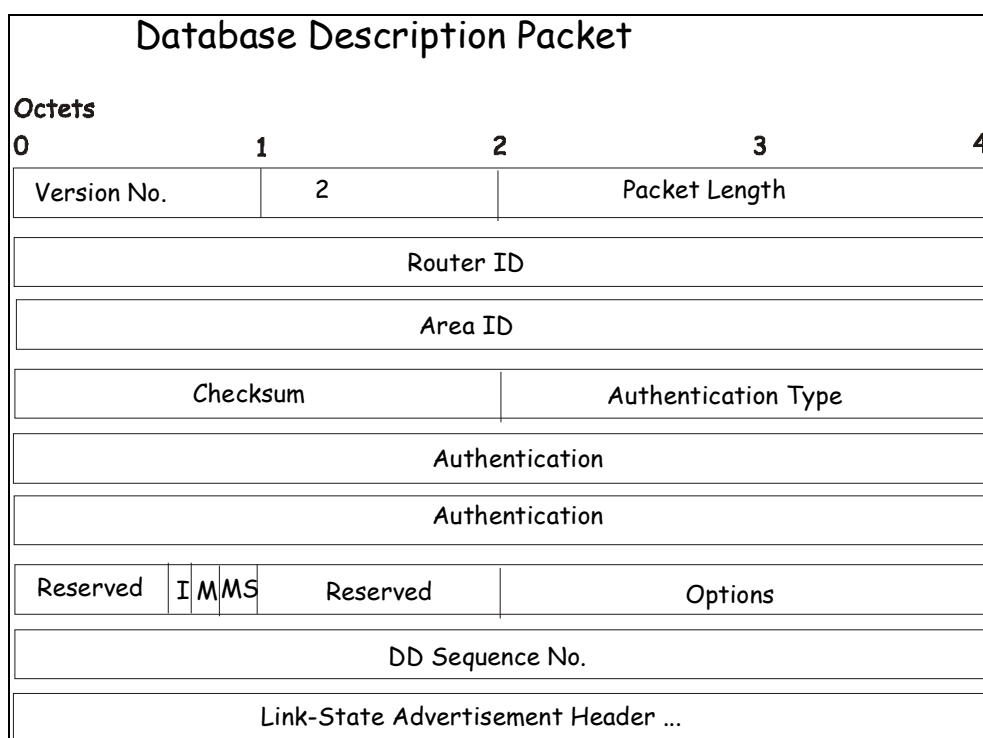 Database Description Packet
Octets
0 1 2 3 4
Version No. 2 Packet Length
Router ID
Area ID
Checksum Authentication Type
Authentication
Authentication
Reserved I M MS Reserved Options
DD Sequence No.
Link-State Advertisement Header ...